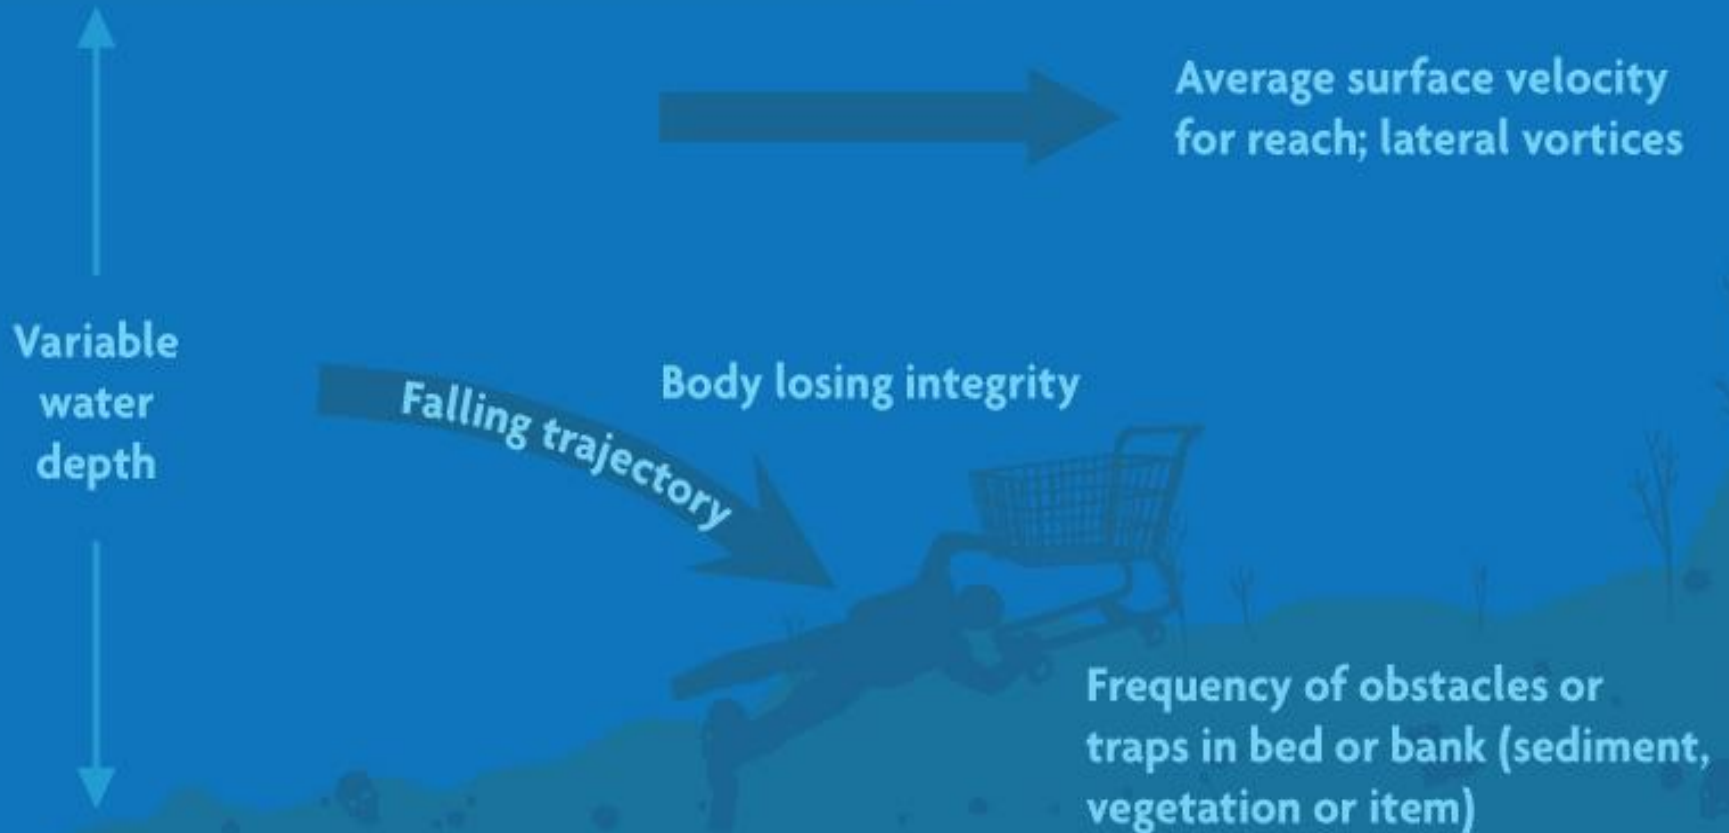 Average surface velocity
for reach; lateral vortices
Variable
water
depth
Falling trajectory
Body losing integrity
Frequency of obstacles or
traps in bed or bank (sediment,
vegetation or item)